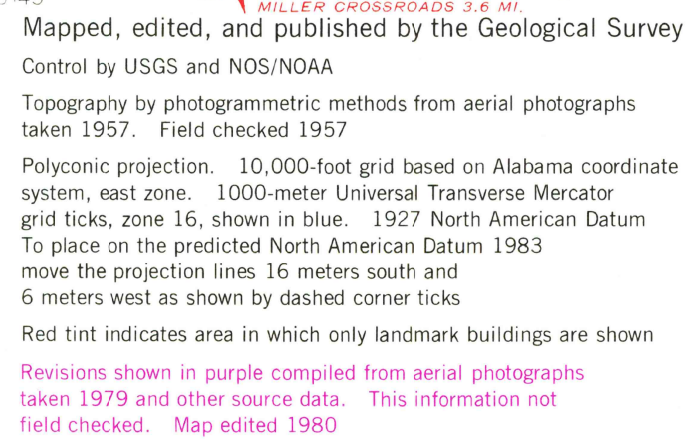 MILLER CROSSROADS 3.6 MI.
Mapped, edited, and published by the Geological Survey
Control by USGS and NOS/NOAA
Topography by photogrammetric methods from aerial photographs
taken 1957. Field checked 1957
Polyconic projection. 10,000-foot grid based on Alabama coordinate
system, east zone. 1000-meter Universal Transverse Mercator
grid ticks, zone 16, shown in blue. 1927 North American Datum
To place on the predicted North American Datum 1983
move the projection lines 16 meters south and
6 meters west as shown by dashed corner ticks
Red tint indicates area in which only landmark buildings are shown
Revisions shown in purple compiled from aerial photographs
taken 1979 and other source data. This information not
field checked. Map edited 1980